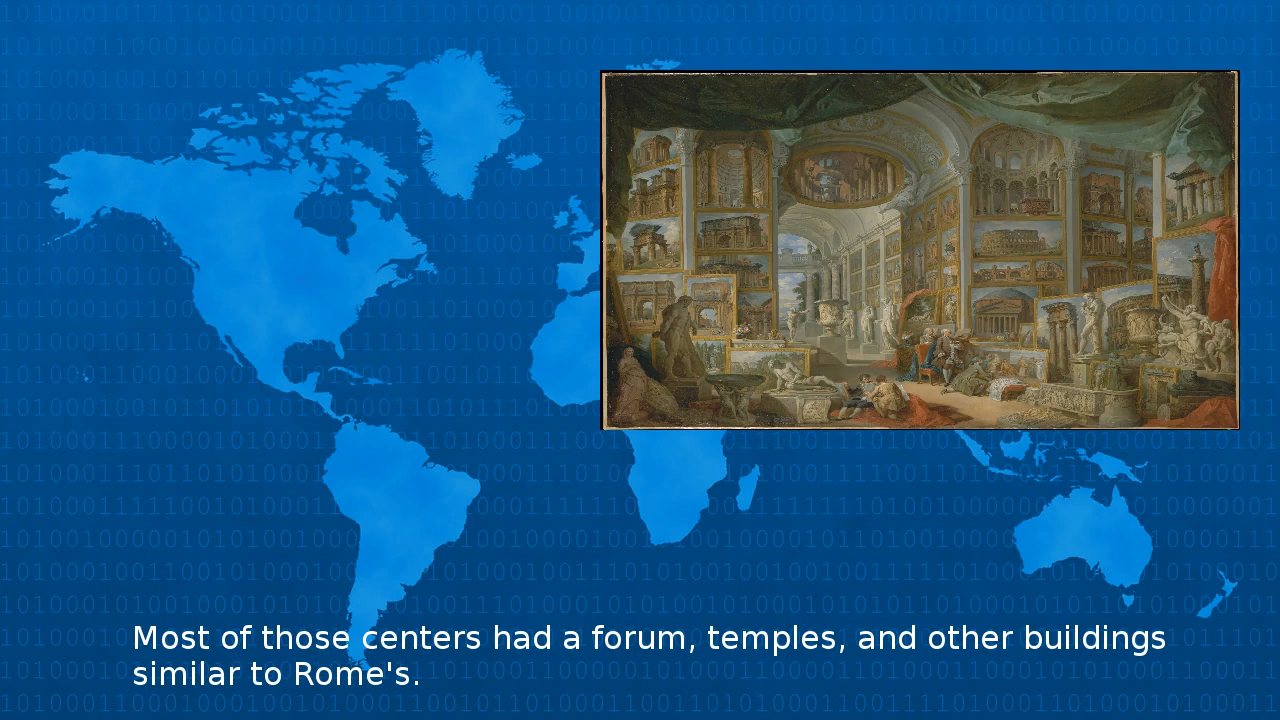 Most of those centers had a forum, temples, and other buildings
similar to Rome's.